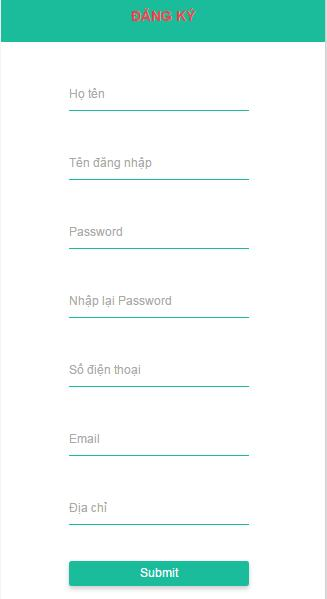 ĐĂNG KÝ
Họ tên
Tên đăng nhập
Password
Nhập lại Password
Số điện thoại
Email
Địa chỉ
Submit